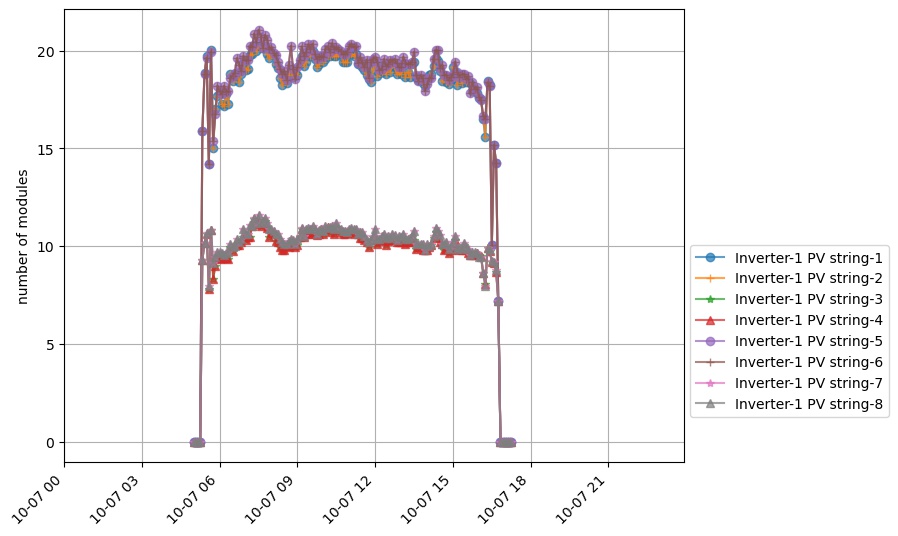 20
15
10
5
0
number of modules
10-07 00
10-07 03
10-07 06
10-07 09
10-07 12
10-07 15
10-07 18
10-07 21
Inverter-1 PV string-1
Inverter-1 PV string-2
Inverter-1 PV string-3
Inverter-1 PV string-4
Inverter-1 PV string-5
Inverter-1 PV string-6
Inverter-1 PV string-7
Inverter-1 PV string-8